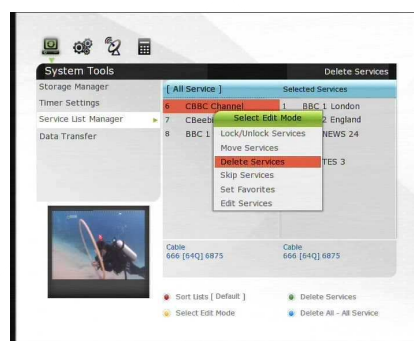 System Tools
Delete Services
Storage Manager
Timer Settings
Service List Manager
Data Transfer
[ All Service ]
Selected Services
6 CBBC Channel
7 CBeebi
8 BBC 1
1 BBC 1 London
2 England
NEWS 24
TES 3
Select Edit Mode
Lock/Unlock Services
Move Services
Delete Services
Skip Services
Set Favorites
Edit Services
Cable
666 [64Q] 6875
Cable
666 [64Q] 6875
Sort Lists [ Default ]
Delete Services
Select Edit Mode
Delete All - All Service